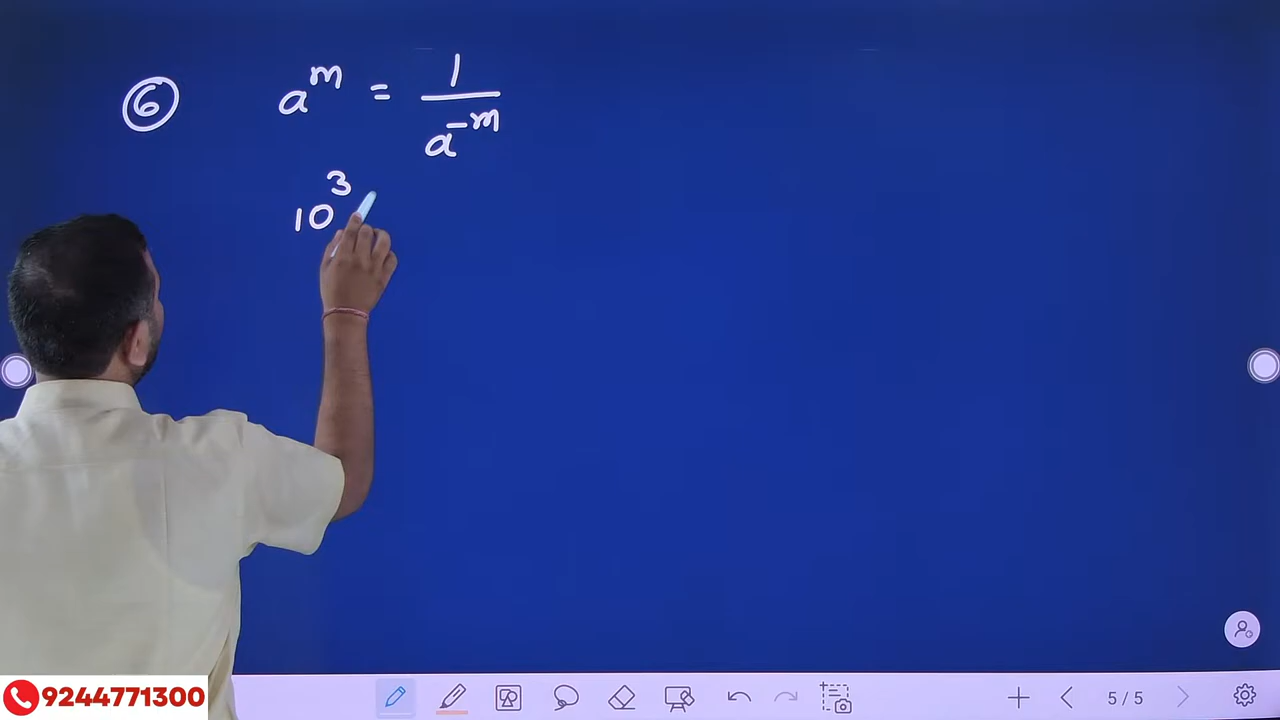 ⑥ a^m = 1/a^-m
10^3
9244771300
5 / 5